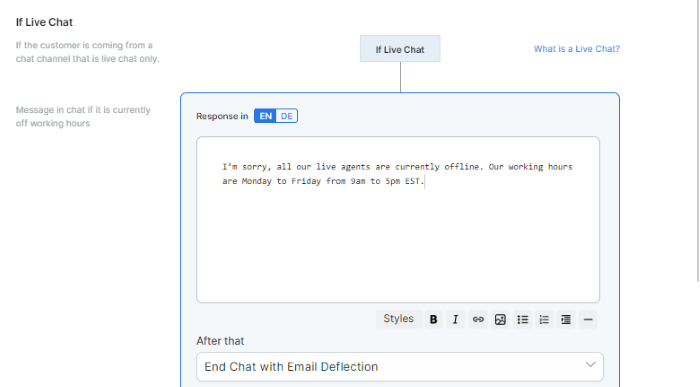 If Live Chat
If the customer is coming from a
chat channel that is live chat only.
If Live Chat
What is a Live Chat?
Message in chat if it is currently
off working hours
Response in EN DE
I'm sorry, all our live agents are currently offline. Our working hours
are Monday to Friday from 9am to 5pm EST.
Styles B I
After that
End Chat with Email Deflection